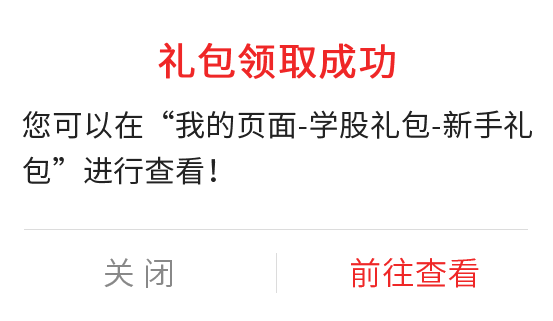 礼包领取成功
您可以在“我的页面-学股礼包-新手礼
包”进行查看！
关 闭
前往查看